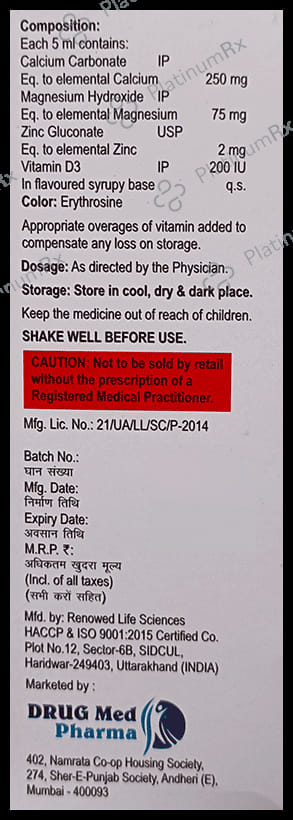 Composition:
Each 5 ml contains:
Calcium Carbonate IP
Eq. to elemental Calcium 250 mg
Magnesium Hydroxide IP
Eq. to elemental Magnesium 75 mg
Zinc Gluconate USP
Eq. to elemental Zinc 2 mg
Vitamin D3 IP 200 IU
In flavoured syrupy base q.s.
Color: Erythrosine
Appropriate overages of vitamin added to
compensate any loss on storage.
Dosage: As directed by the Physician.
Storage: Store in cool, dry & dark place.
Keep the medicine out of reach of children.
SHAKE WELL BEFORE USE.
CAUTION: Not to be sold by retail
without the prescription of a
Registered Medical Practitioner.
Mfg. Lic. No.: 21/UA/LL/SC/P-2014
Batch No.:
घान संख्या
Mfg. Date:
निर्माण तिथि
Expiry Date:
अवसान तिथि
M.R.P. ₹:
अधिकतम खुदरा मूल्य
(Incl. of all taxes)
(सभी करों सहित)
Mfd. by: Renowed Life Sciences
HACCP & ISO 9001:2015 Certified Co.
Plot No.12, Sector-6B, SIDCUL,
Haridwar-249403, Uttarakhand (INDIA)
Marketed by :
DRUG Med
Pharma
402, Namrata Co-op Housing Society,
274, Sher-E-Punjab Society, Andheri (E),
Mumbai - 400093
PlatinumRx